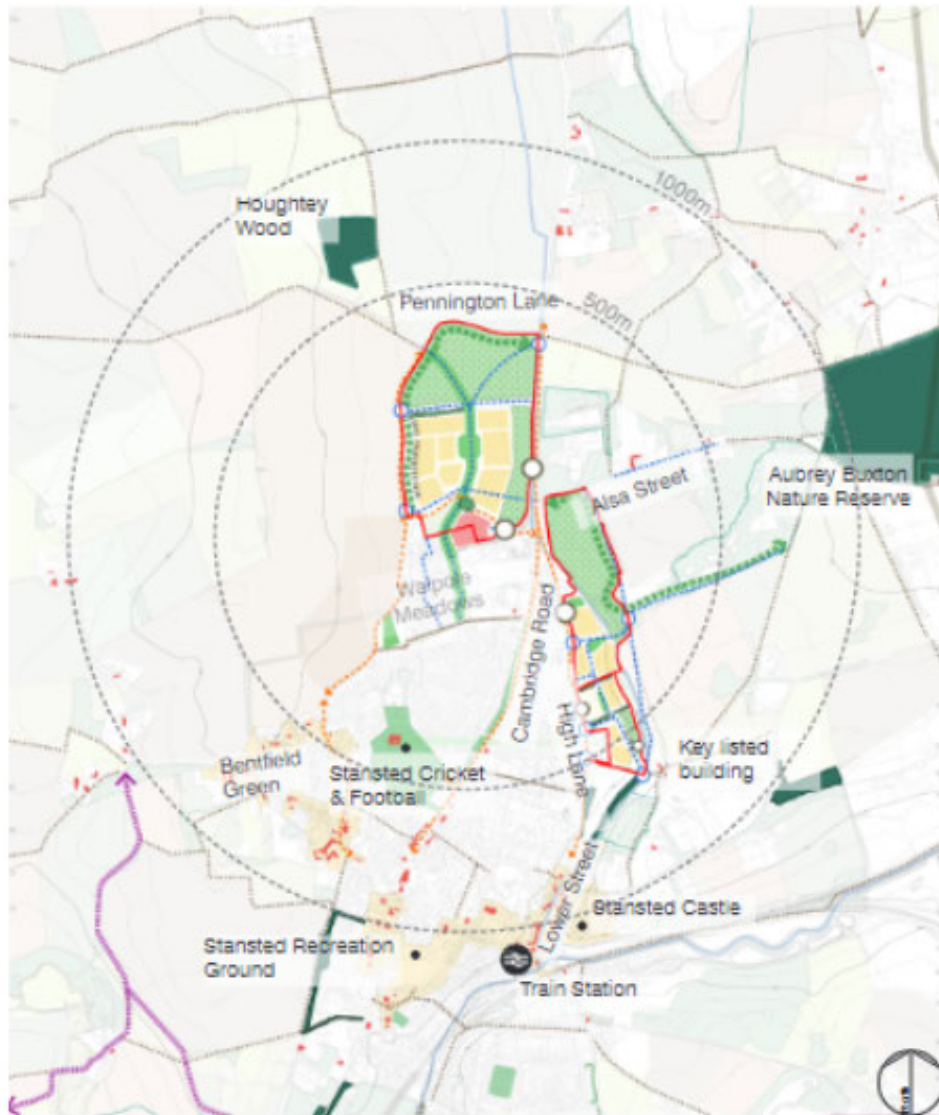 1000m
Houghtey
Wood
500m
Pennington Lane
Alsa Street
Aubrey Buxton
Nature Reserve
Walpole
Meadows
Cambridge Road
High Lane
Key listed
building
Bentfield
Green
Stansted Cricket
& Football
Lower Street
Stansted Castle
Stansted Recreation
Ground
Train Station